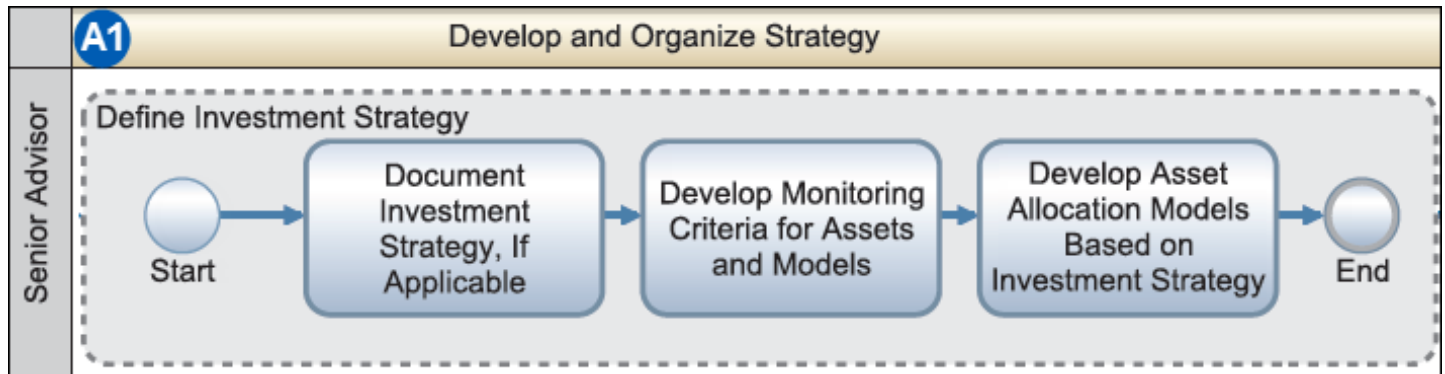 A1
Develop and Organize Strategy
Senior Advisor
Define Investment Strategy
Start
Document
Investment
Strategy, If
Applicable
Develop Monitoring
Criteria for Assets
and Models
Develop Asset
Allocation Models
Based on
Investment Strategy
End